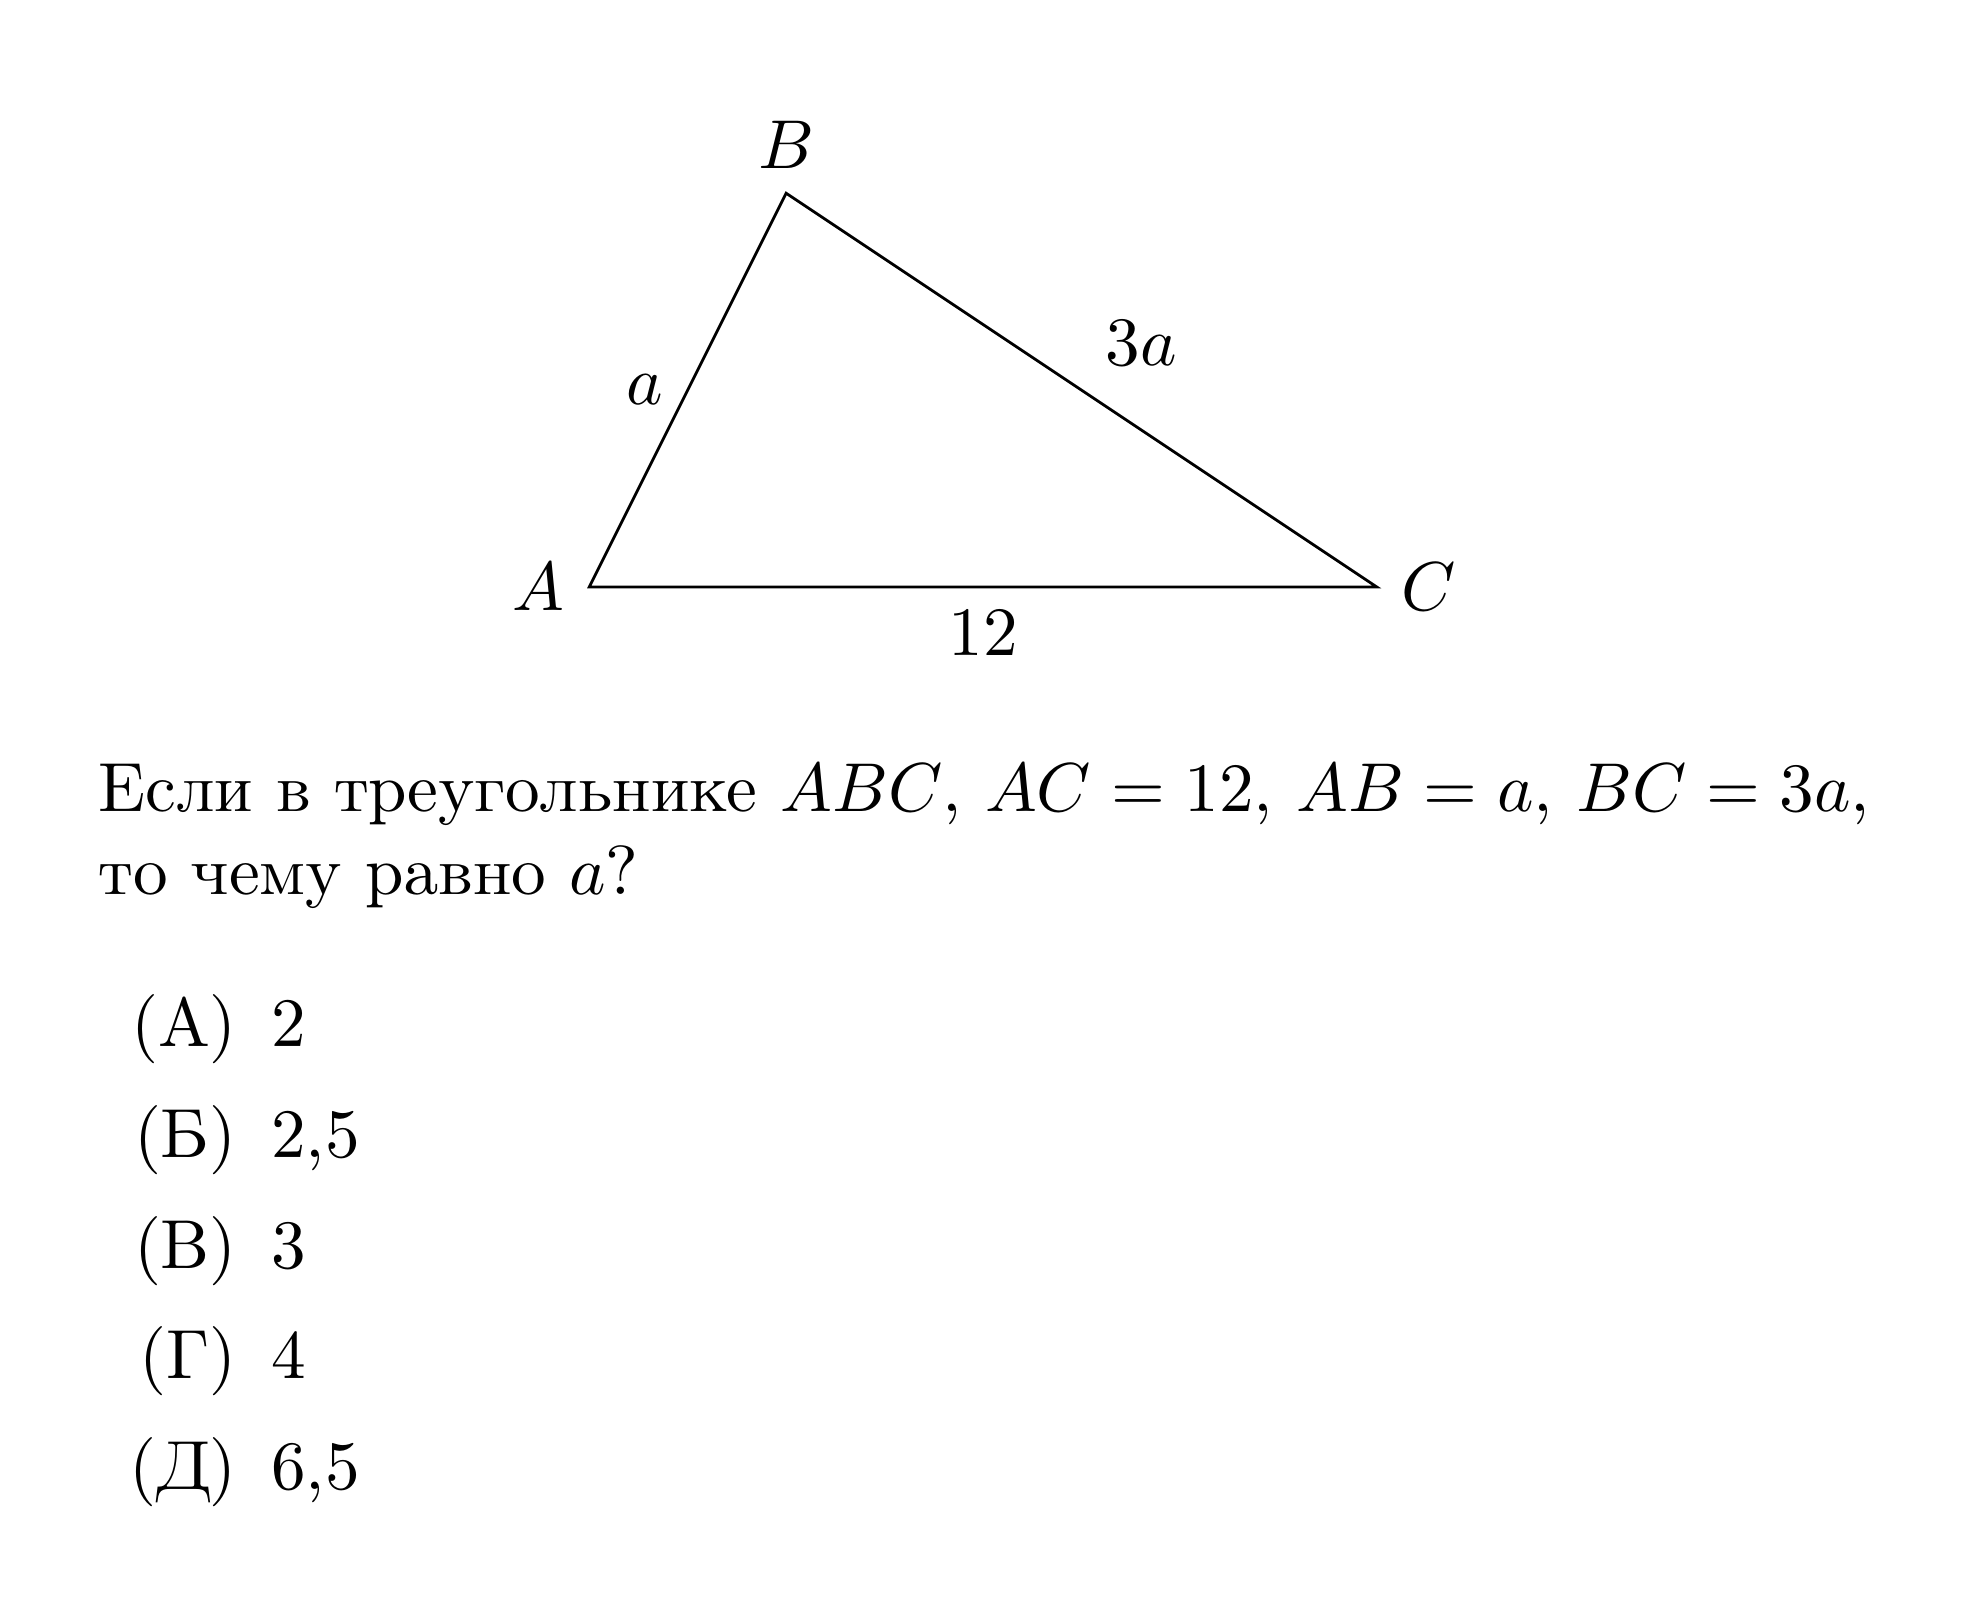 B
3a
a
A
C
12
Если в треугольнике ABC, AC = 12, AB = a, BC = 3a,
то чему равно a?
(А) 2
(Б) 2,5
(В) 3
(Г) 4
(Д) 6,5